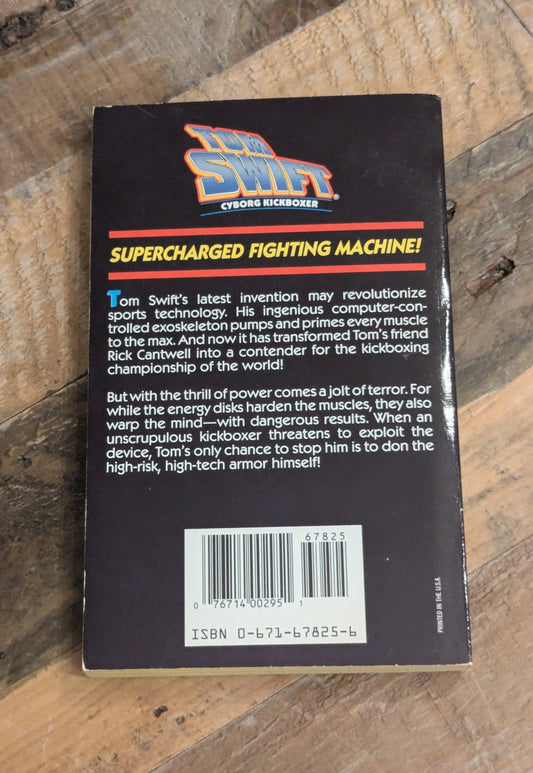 TOM
SWIFT®
CYBORG KICKBOXER
SUPERCHARGED FIGHTING MACHINE!
Tom Swift's latest invention may revolutionize
sports technology. His ingenious computer-con-
trolled exoskeleton pumps and primes every muscle
to the max. And now it has transformed Tom's friend
Rick Cantwell into a contender for the kickboxing
championship of the world!
But with the thrill of power comes a jolt of terror. For
while the energy disks harden the muscles, they also
warp the mind—with dangerous results. When an
unscrupulous kickboxer threatens to exploit the
device, Tom's only chance to stop him is to don the
high-risk, high-tech armor himself!
67825
0 76714 00295 1
ISBN 0-671-67825-6
PRINTED IN THE U.S.A.